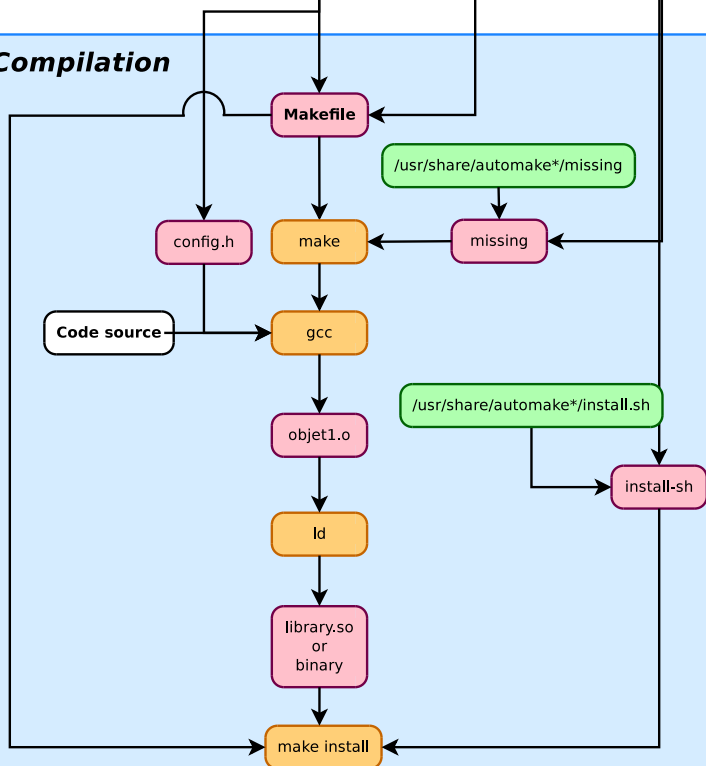 Compilation
Makefile
/usr/share/automake*/missing
config.h
make
missing
Code source
gcc
/usr/share/automake*/install.sh
objet1.o
install-sh
ld
library.so
or
binary
make install